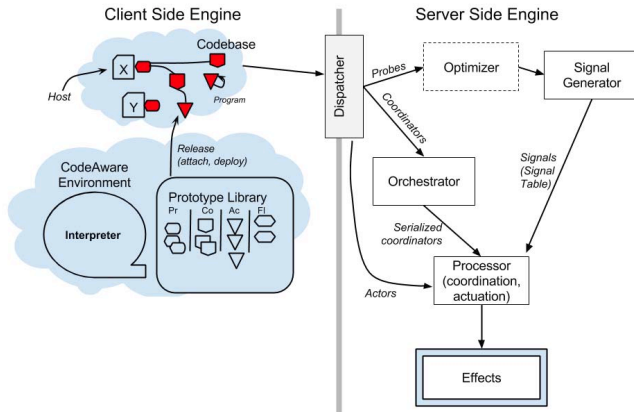 Client Side Engine
Server Side Engine
Codebase
X
Host
Y
Program
Release
(attach, deploy)
CodeAware
Environment
Interpreter
Prototype Library
Pr
Co
Ac
Fl
Dispatcher
Probes
Optimizer
Signal
Generator
Coordinators
Orchestrator
Signals
(Signal
Table)
Serialized
coordinators
Processor
(coordination,
actuation)
Actors
Effects